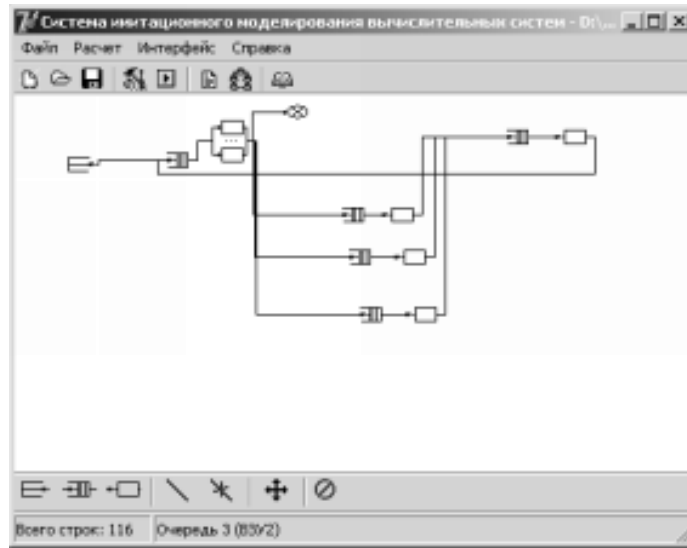 Система имитационного моделирования вычислительных систем - D:\...
Файл Расчет Интерфейс Справка
Всего строк: 116 Очередь 3 (ВЗУ2)